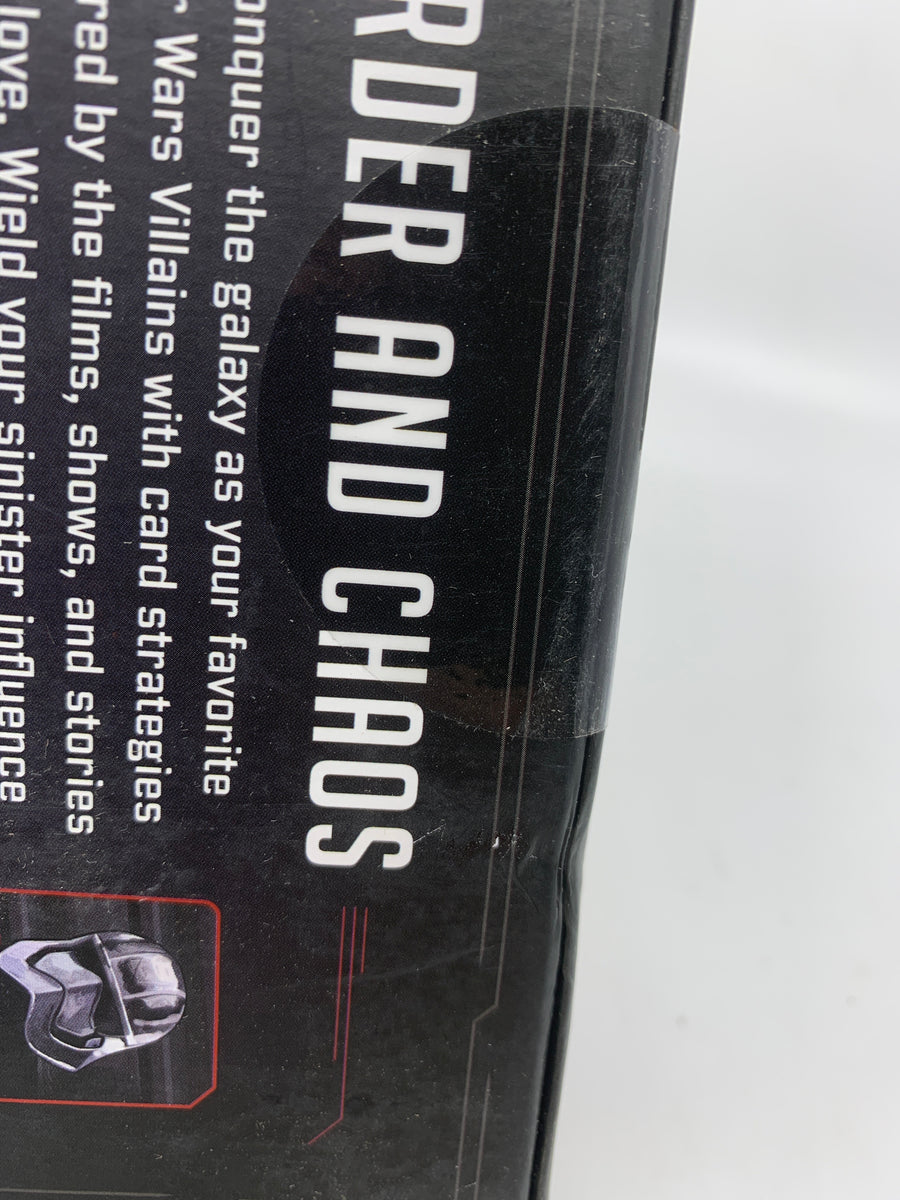 RDER AND CHAOS
onquer the galaxy as your favorite
r Wars Villains with card strategies
red by the films, shows, and stories
love. Wield your sinister influence